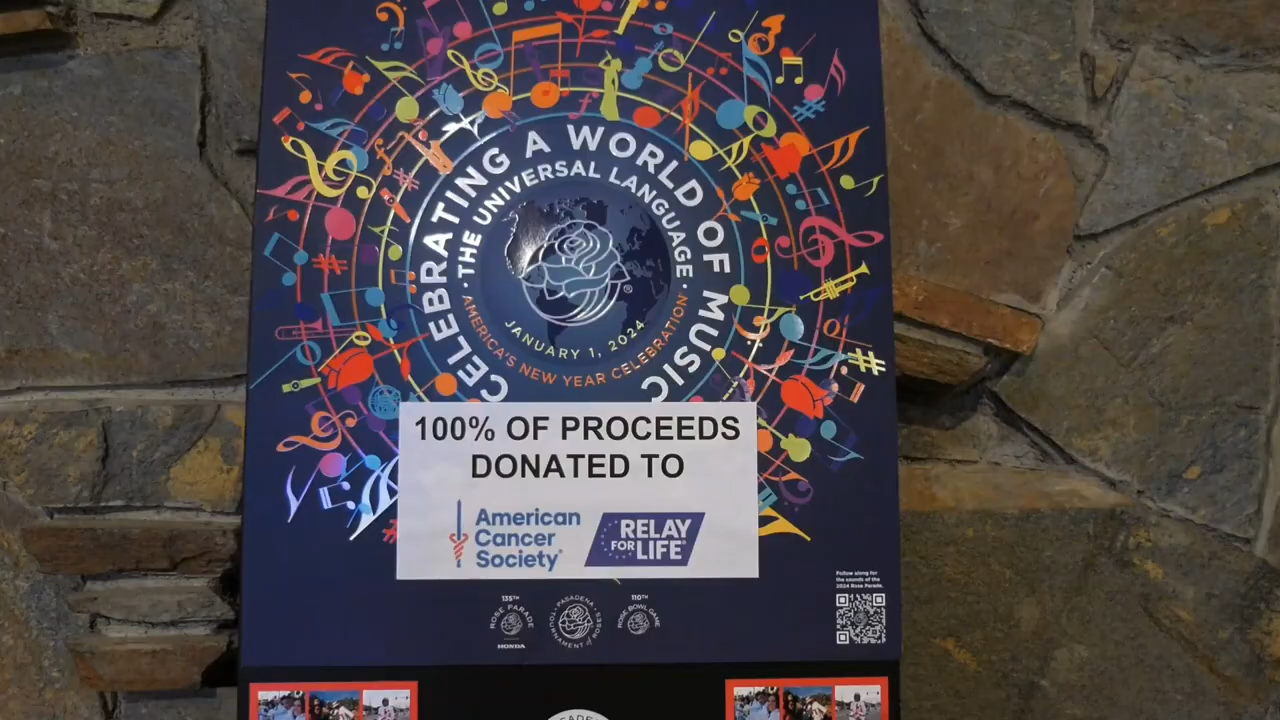 CELEBRATING A WORLD OF MUSIC
· THE UNIVERSAL LANGUAGE ·
®
JANUARY 1, 2024
AMERICA'S NEW YEAR CELEBRATION
100% OF PROCEEDS
DONATED TO
American
Cancer
Society®
RELAY
FOR LIFE®
Follow along for
the sounds of the
2024 Rose Parade.
135TH
ROSE PARADE
HONDA
PASADENA
TOURNAMENT of ROSES
110TH
ROSE BOWL GAME